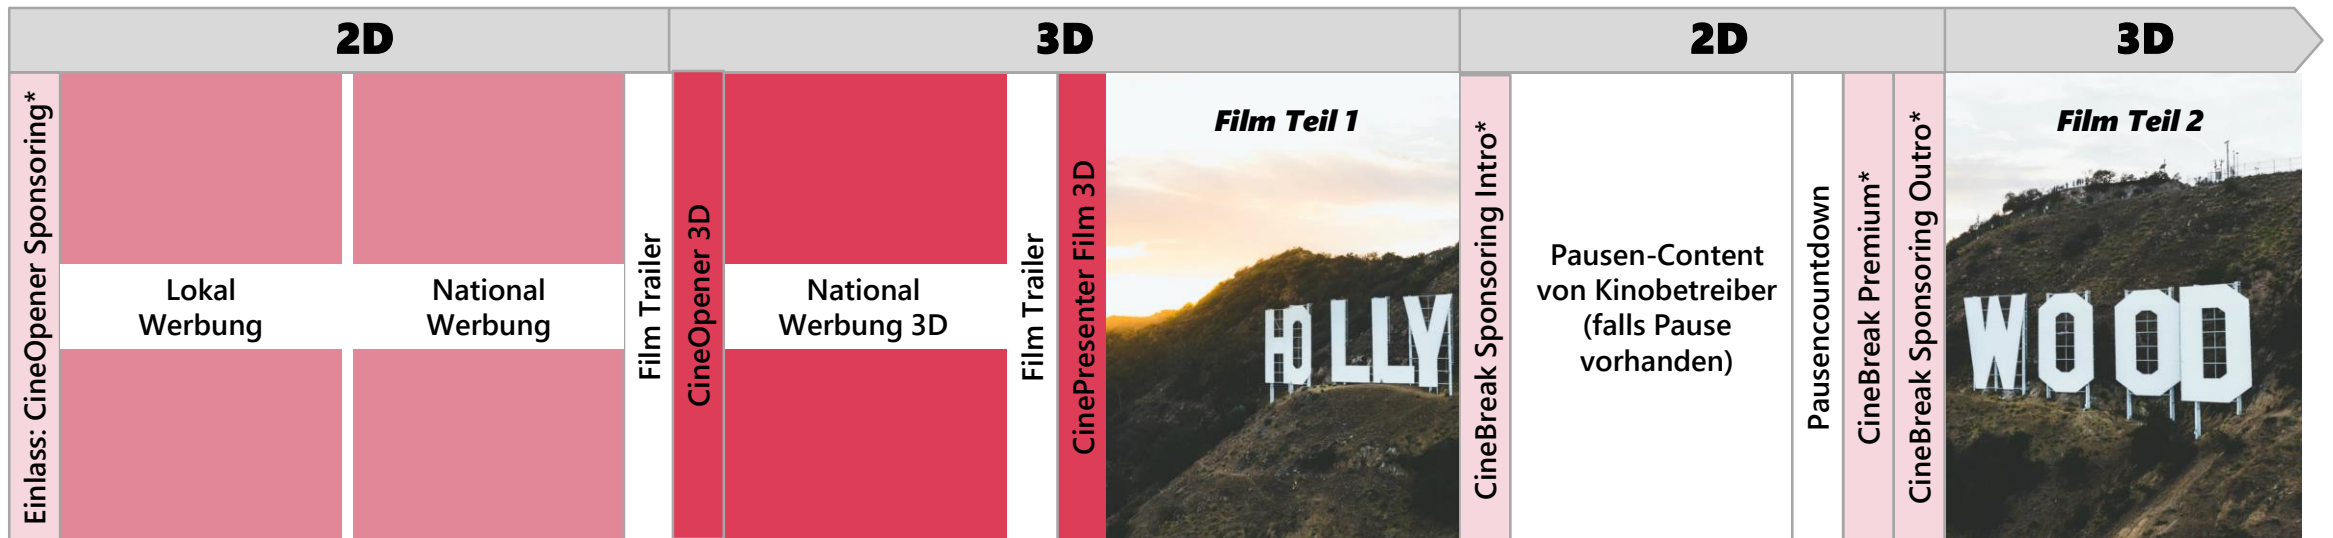 2D
3D
2D
3D
Einlass: CineOpener Sponsoring*
Lokal
Werbung
National
Werbung
Film Trailer
CineOpener 3D
National
Werbung 3D
Film Trailer
CinePresenter Film 3D
Film Teil 1
HOLLY
CineBreak Sponsoring Intro*
Pausen-Content
von Kinobetreiber
(falls Pause
vorhanden)
Pausencountdown
CineBreak Premium*
CineBreak Sponsoring Outro*
Film Teil 2
WOOD